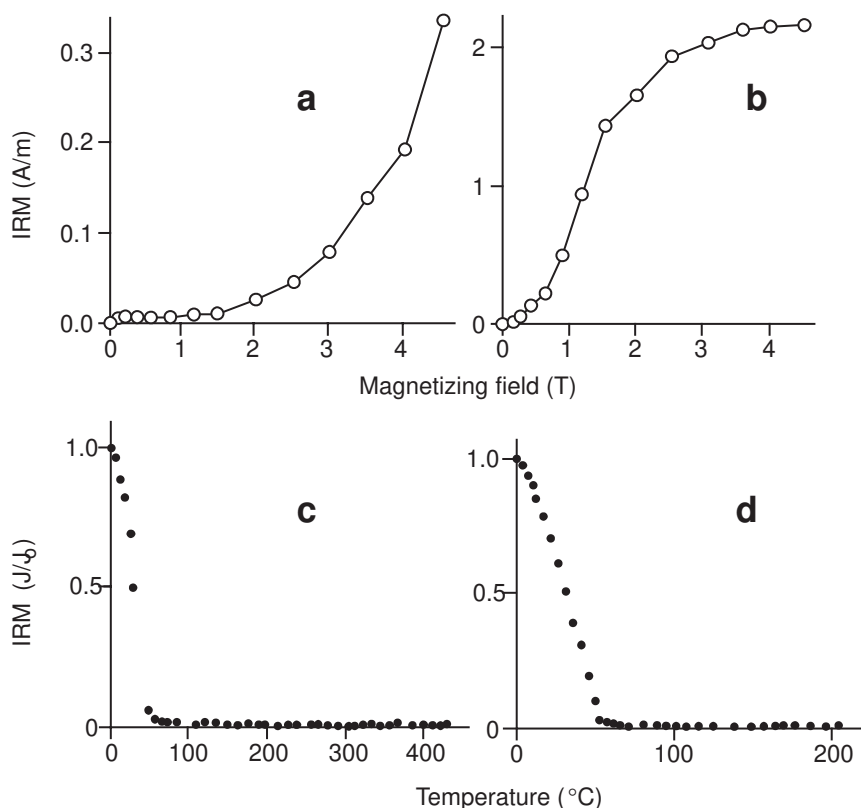 IRM (A/m)
0.3
0.2
0.1
0.0
0 1 2 3 4
a
2
1
0
0 1 2 3 4
b
Magnetizing field (T)
IRM (J/J₀)
1.0
0.5
0
0 100 200 300 400
c
1.0
0.5
0
0 100 200
d
Temperature (°C)